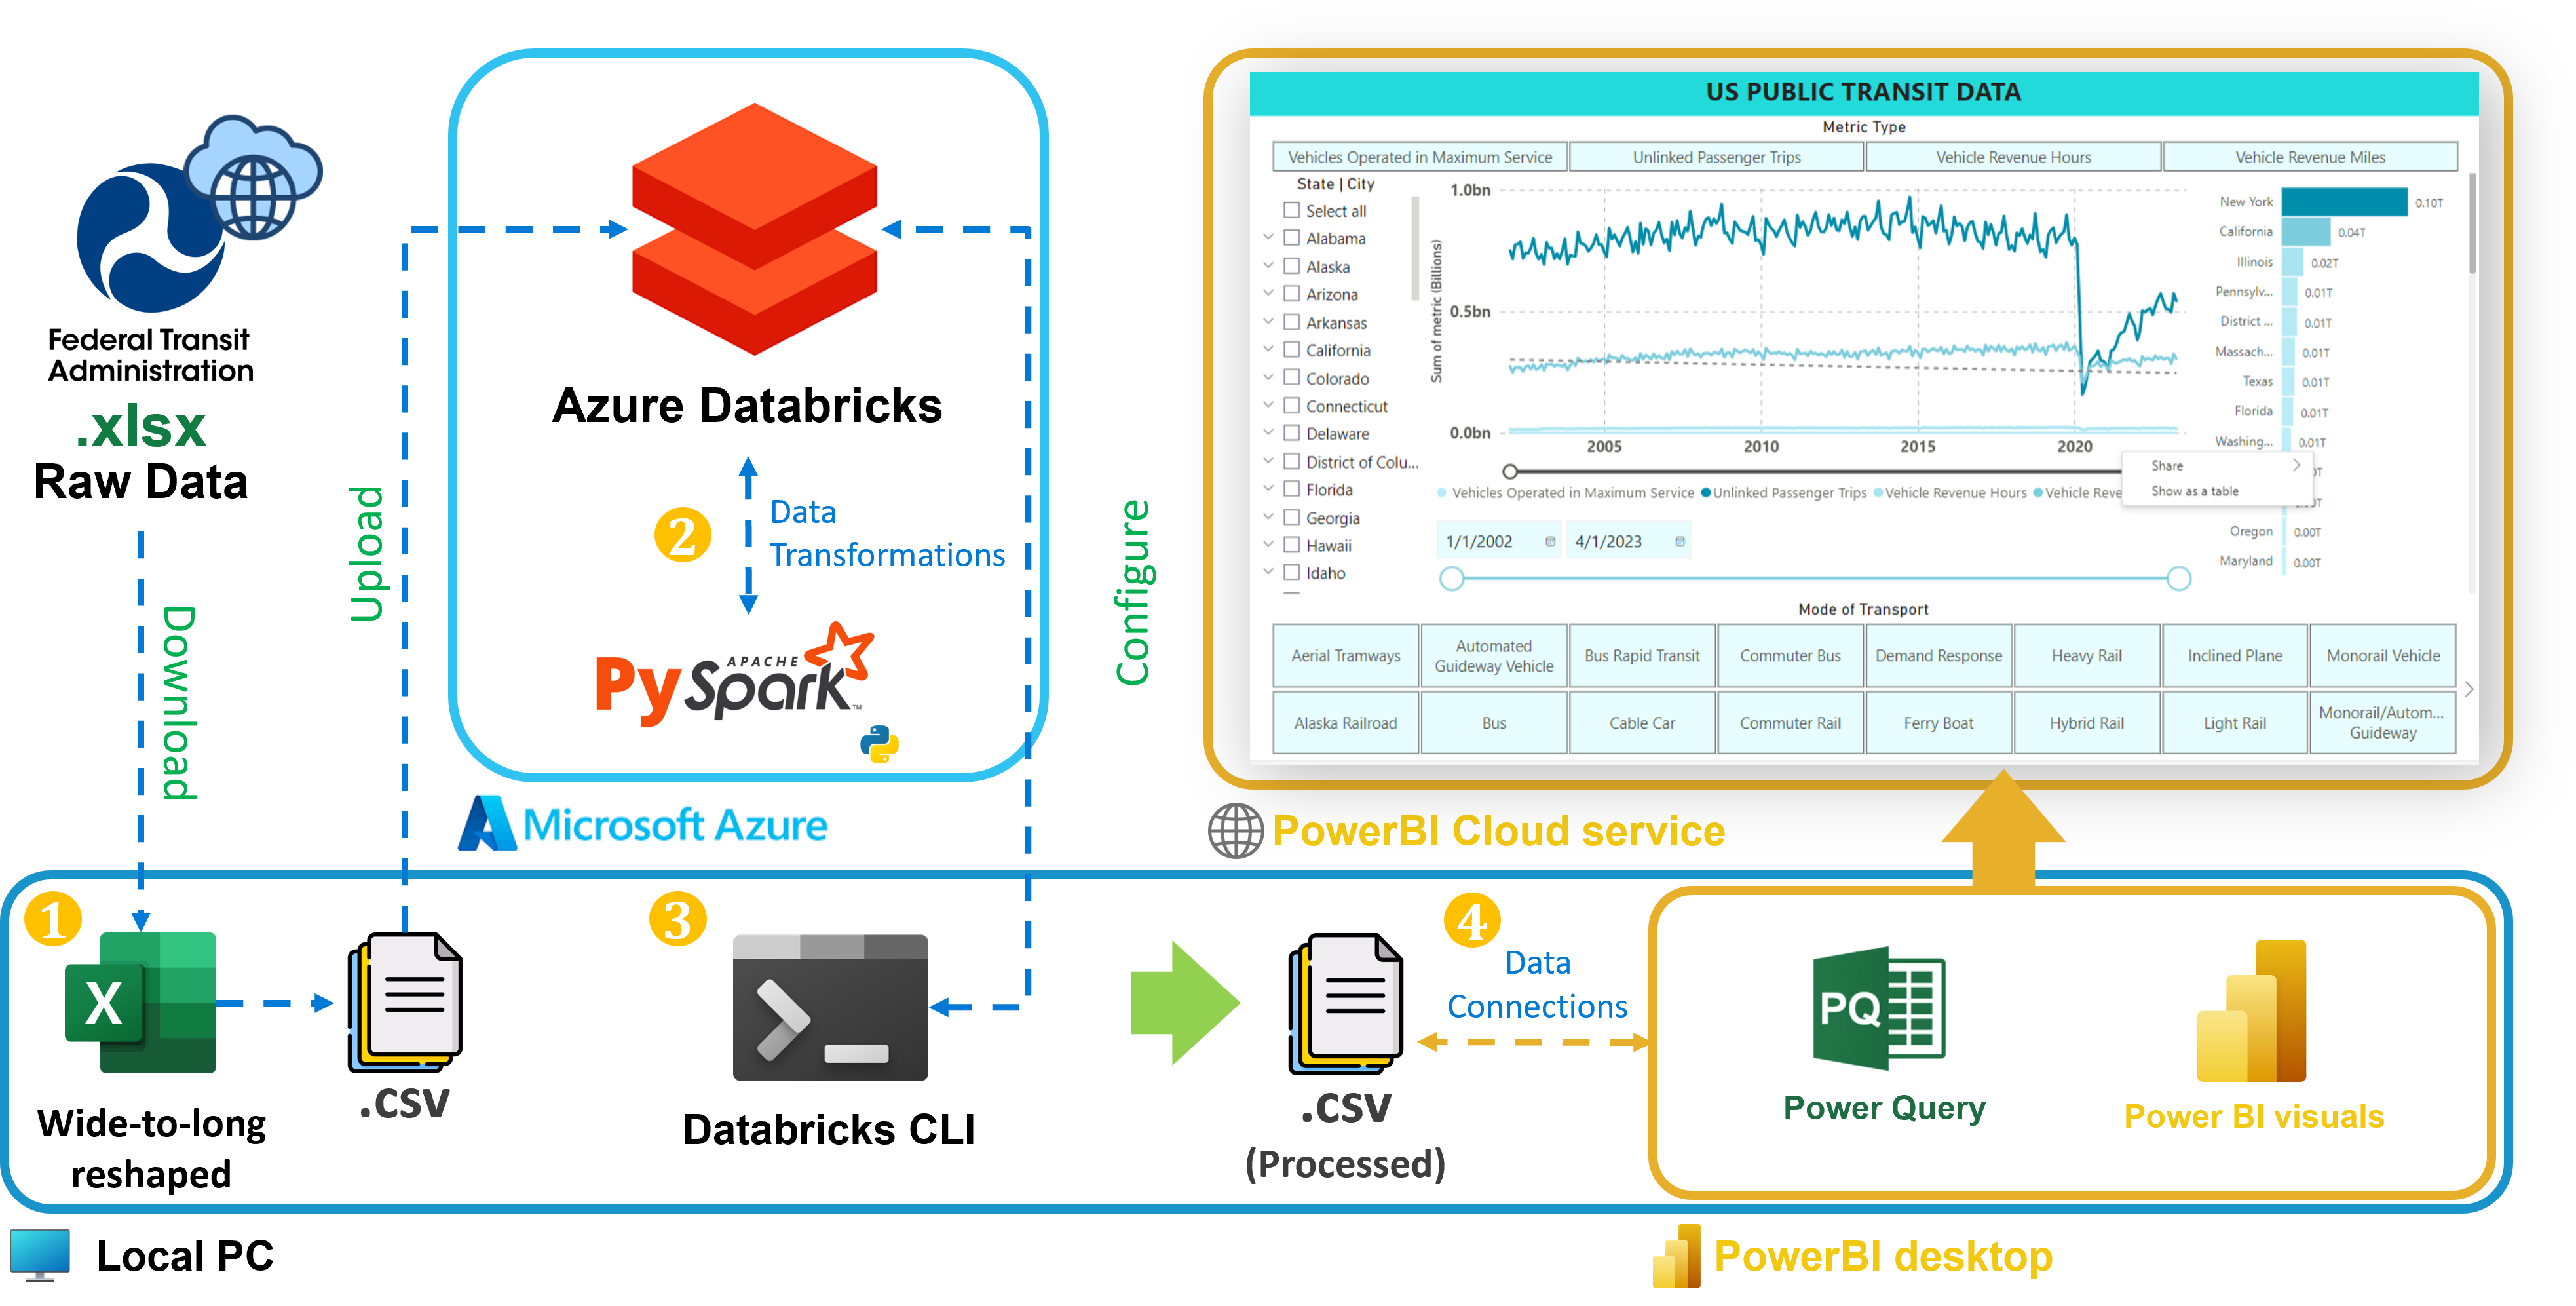 Federal Transit
Administration
.xlsx
Raw Data
Download
Upload
Azure Databricks
2
Data
Transformations
APACHE
PySpark
TM
Microsoft Azure
Configure
US PUBLIC TRANSIT DATA
Metric Type
Vehicles Operated in Maximum Service
Unlinked Passenger Trips
Vehicle Revenue Hours
Vehicle Revenue Miles
State | City
Select all
Alabama
Alaska
Arizona
Arkansas
California
Colorado
Connecticut
Delaware
District of Colu...
Florida
Georgia
Hawaii
Idaho
Sum of metric (Billions)
1.0bn
0.5bn
0.0bn
2005
2010
2015
2020
Vehicles Operated in Maximum Service
Unlinked Passenger Trips
Vehicle Revenue Hours
Vehicle Reve
1/1/2002
4/1/2023
New York 0.10T
California 0.04T
Illinois 0.02T
Pennsylv... 0.01T
District ... 0.01T
Massach... 0.01T
Texas 0.01T
Florida 0.01T
Washing... 0.01T
Share
Show as a table
Oregon 0.00T
Maryland 0.00T
Mode of Transport
Aerial Tramways
Automated
Guideway Vehicle
Bus Rapid Transit
Commuter Bus
Demand Response
Heavy Rail
Inclined Plane
Monorail Vehicle
Alaska Railroad
Bus
Cable Car
Commuter Rail
Ferry Boat
Hybrid Rail
Light Rail
Monorail/Autom...
Guideway
PowerBI Cloud service
1
X
Wide-to-long
reshaped
.csv
3
Databricks CLI
.csv
(Processed)
4
Data
Connections
PQ
Power Query
Power BI visuals
Local PC
PowerBI desktop